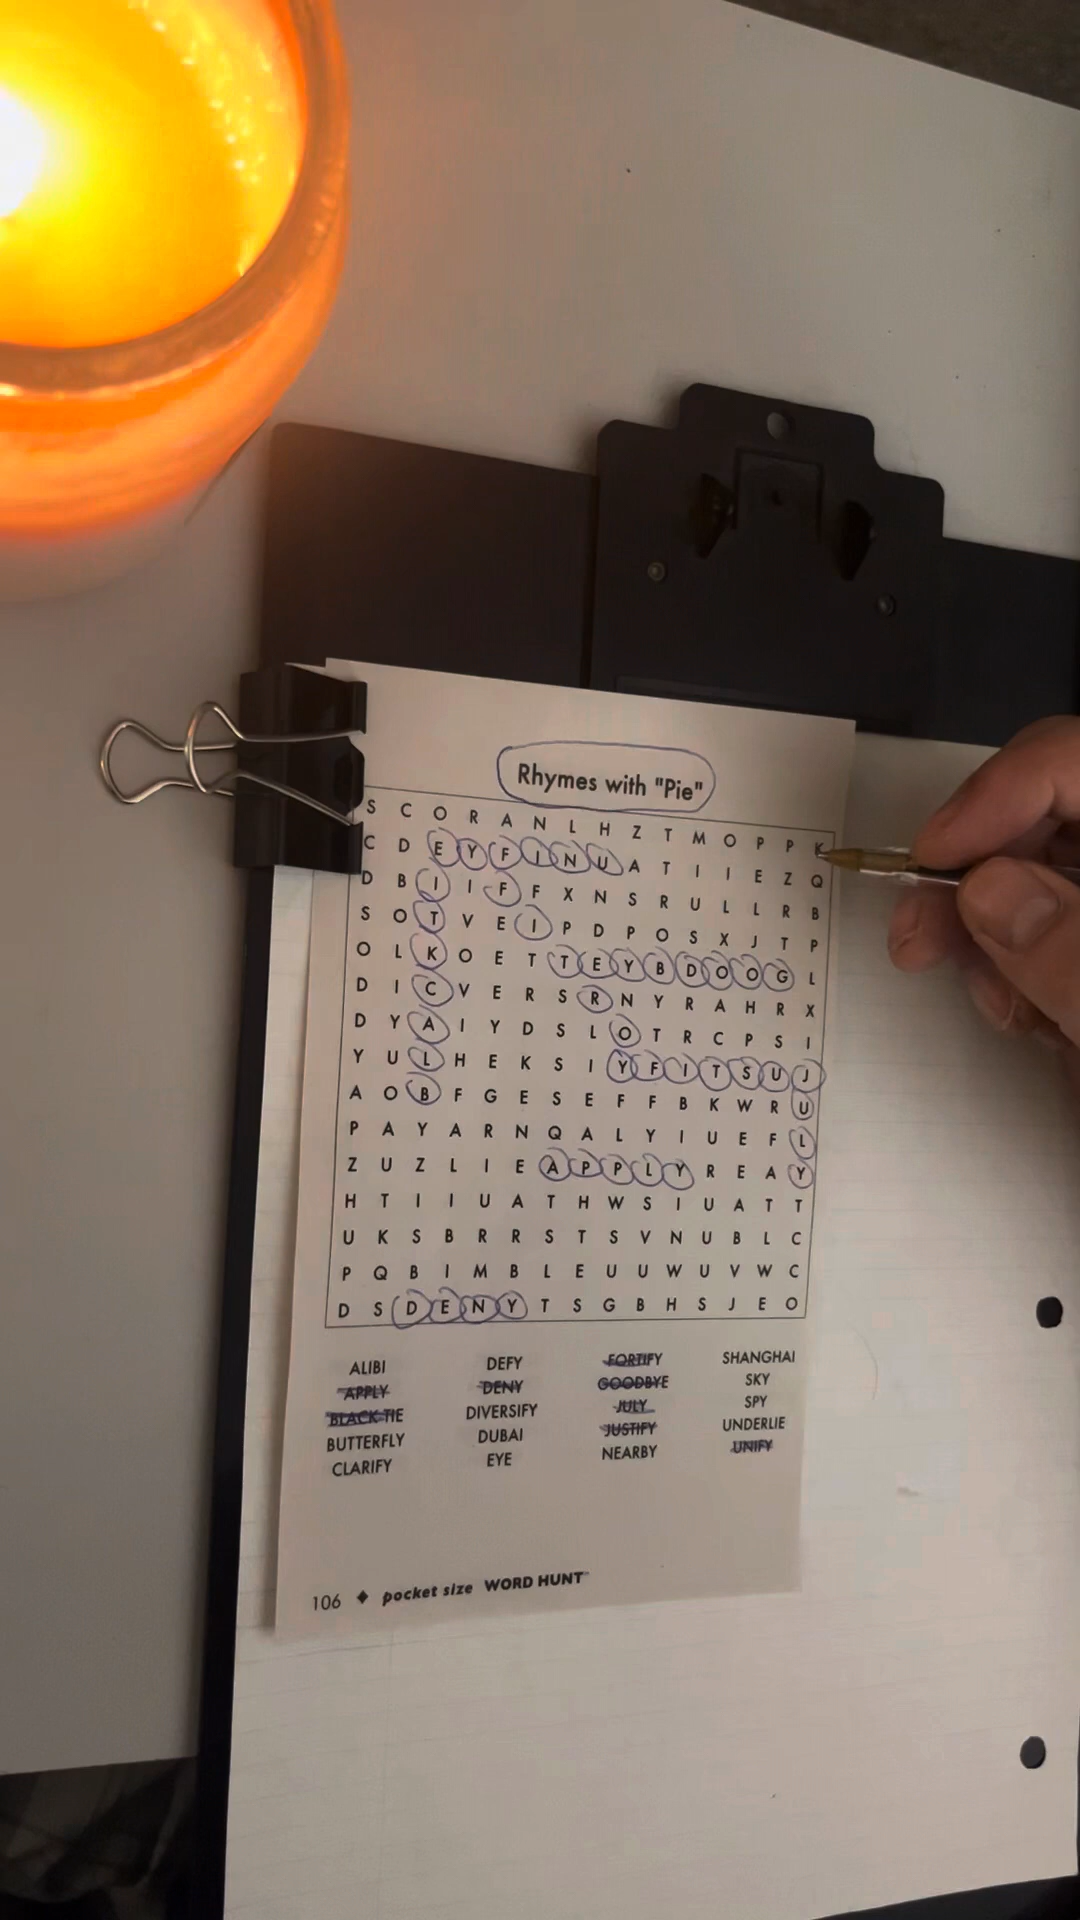 Rhymes with "Pie"
S C O R A N L H Z T M O P P K
C D E Y F I N U A T I I E Z Q
D B I I F F X N S R U L L R B
S O T V E I P D P O S X J T P
O L K O E T T E Y B D O O G L
D I C V E R S R N Y R A H R X
D Y A I Y D S L O T R C P S I
Y U L H E K S I Y F I T S U J
A O B F G E S E F F B K W R U
P A Y A R N Q A L Y I U E F L
Z U Z L I E A P P L Y R E A Y
H T I I U A T H W S I U A T T
U K S B R R S T S V N U B L C
P Q B I M B L E U U W U V W C
D S D E N Y T S G B H S J E O
ALIBI DEFY FORTIFY SHANGHAI
APPLY DENY GOODBYE SKY
BLACK TIE DIVERSIFY JULY SPY
BUTTERFLY DUBAI JUSTIFY UNDERLIE
CLARIFY EYE NEARBY UNIFY
106 ♦ pocket size WORD HUNT™